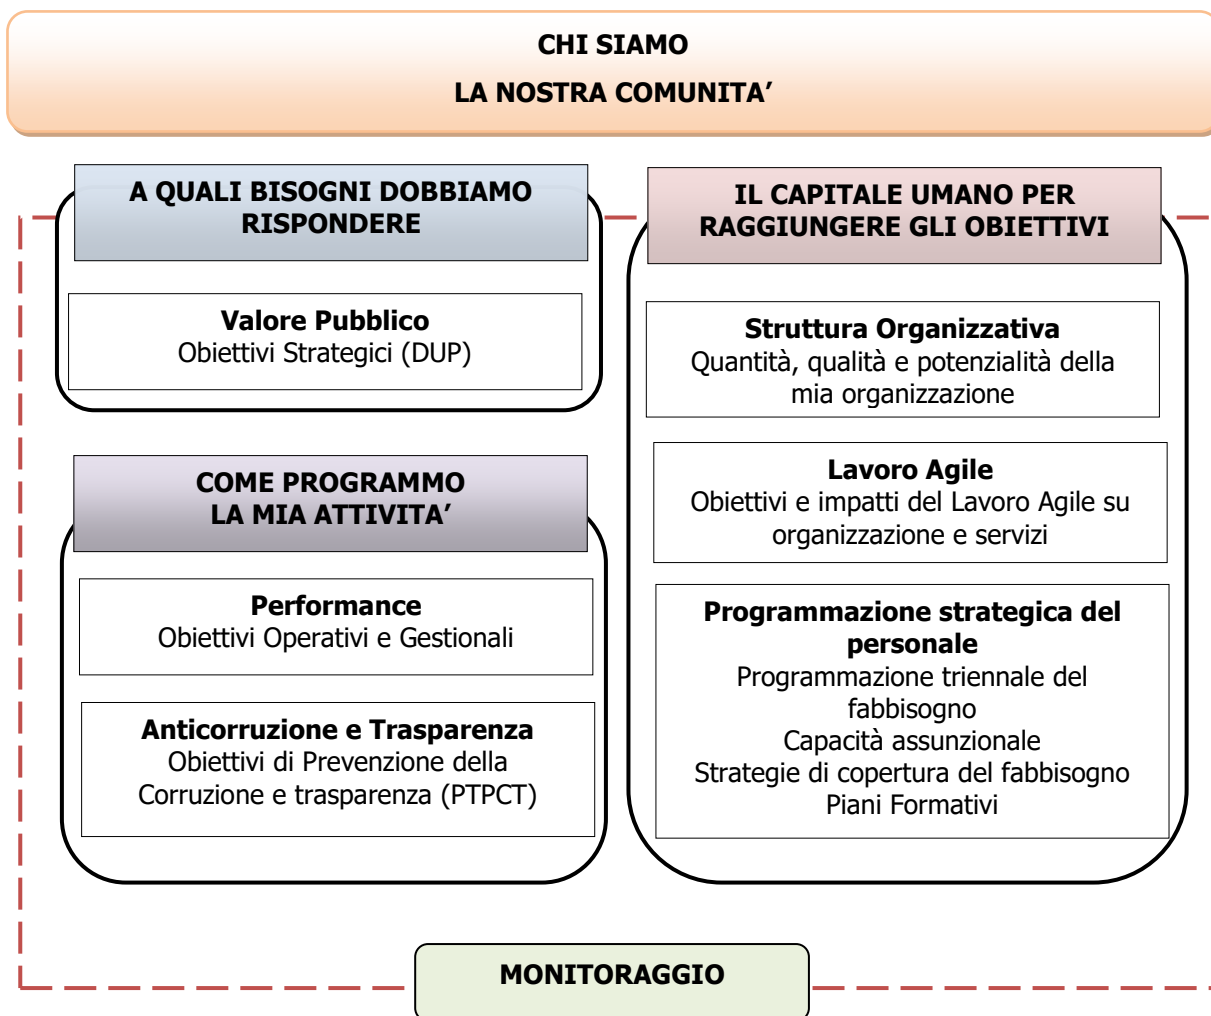 CHI SIAMO
LA NOSTRA COMUNITA’
A QUALI BISOGNI DOBBIAMO
RISPONDERE
Valore Pubblico
Obiettivi Strategici (DUP)
COME PROGRAMMO
LA MIA ATTIVITA’
Performance
Obiettivi Operativi e Gestionali
Anticorruzione e Trasparenza
Obiettivi di Prevenzione della
Corruzione e trasparenza (PTPCT)
IL CAPITALE UMANO PER
RAGGIUNGERE GLI OBIETTIVI
Struttura Organizzativa
Quantità, qualità e potenzialità della
mia organizzazione
Lavoro Agile
Obiettivi e impatti del Lavoro Agile su
organizzazione e servizi
Programmazione strategica del
personale
Programmazione triennale del
fabbisogno
Capacità assunzionale
Strategie di copertura del fabbisogno
Piani Formativi
MONITORAGGIO